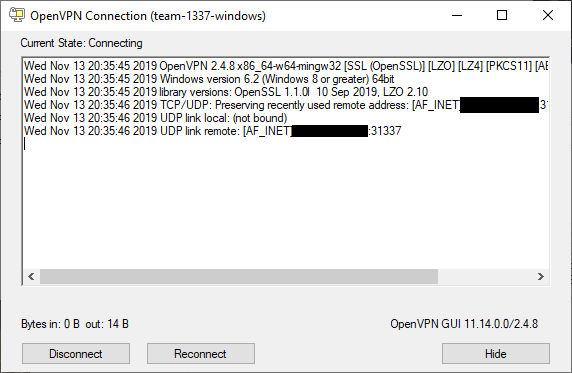 OpenVPN Connection (team-1337-windows)
Current State: Connecting
Wed Nov 13 20:35:45 2019 OpenVPN 2.4.8 x86_64-w64-mingw32 [SSL (OpenSSL)] [LZO] [LZ4] [PKCS11] [AE
Wed Nov 13 20:35:45 2019 Windows version 6.2 (Windows 8 or greater) 64bit
Wed Nov 13 20:35:45 2019 library versions: OpenSSL 1.1.0l  10 Sep 2019, LZO 2.10
Wed Nov 13 20:35:46 2019 TCP/UDP: Preserving recently used remote address: [AF_INET] :31
Wed Nov 13 20:35:46 2019 UDP link local: (not bound)
Wed Nov 13 20:35:46 2019 UDP link remote: [AF_INET] :31337
Bytes in: 0 B out: 14 B
OpenVPN GUI 11.14.0.0/2.4.8
Disconnect
Reconnect
Hide